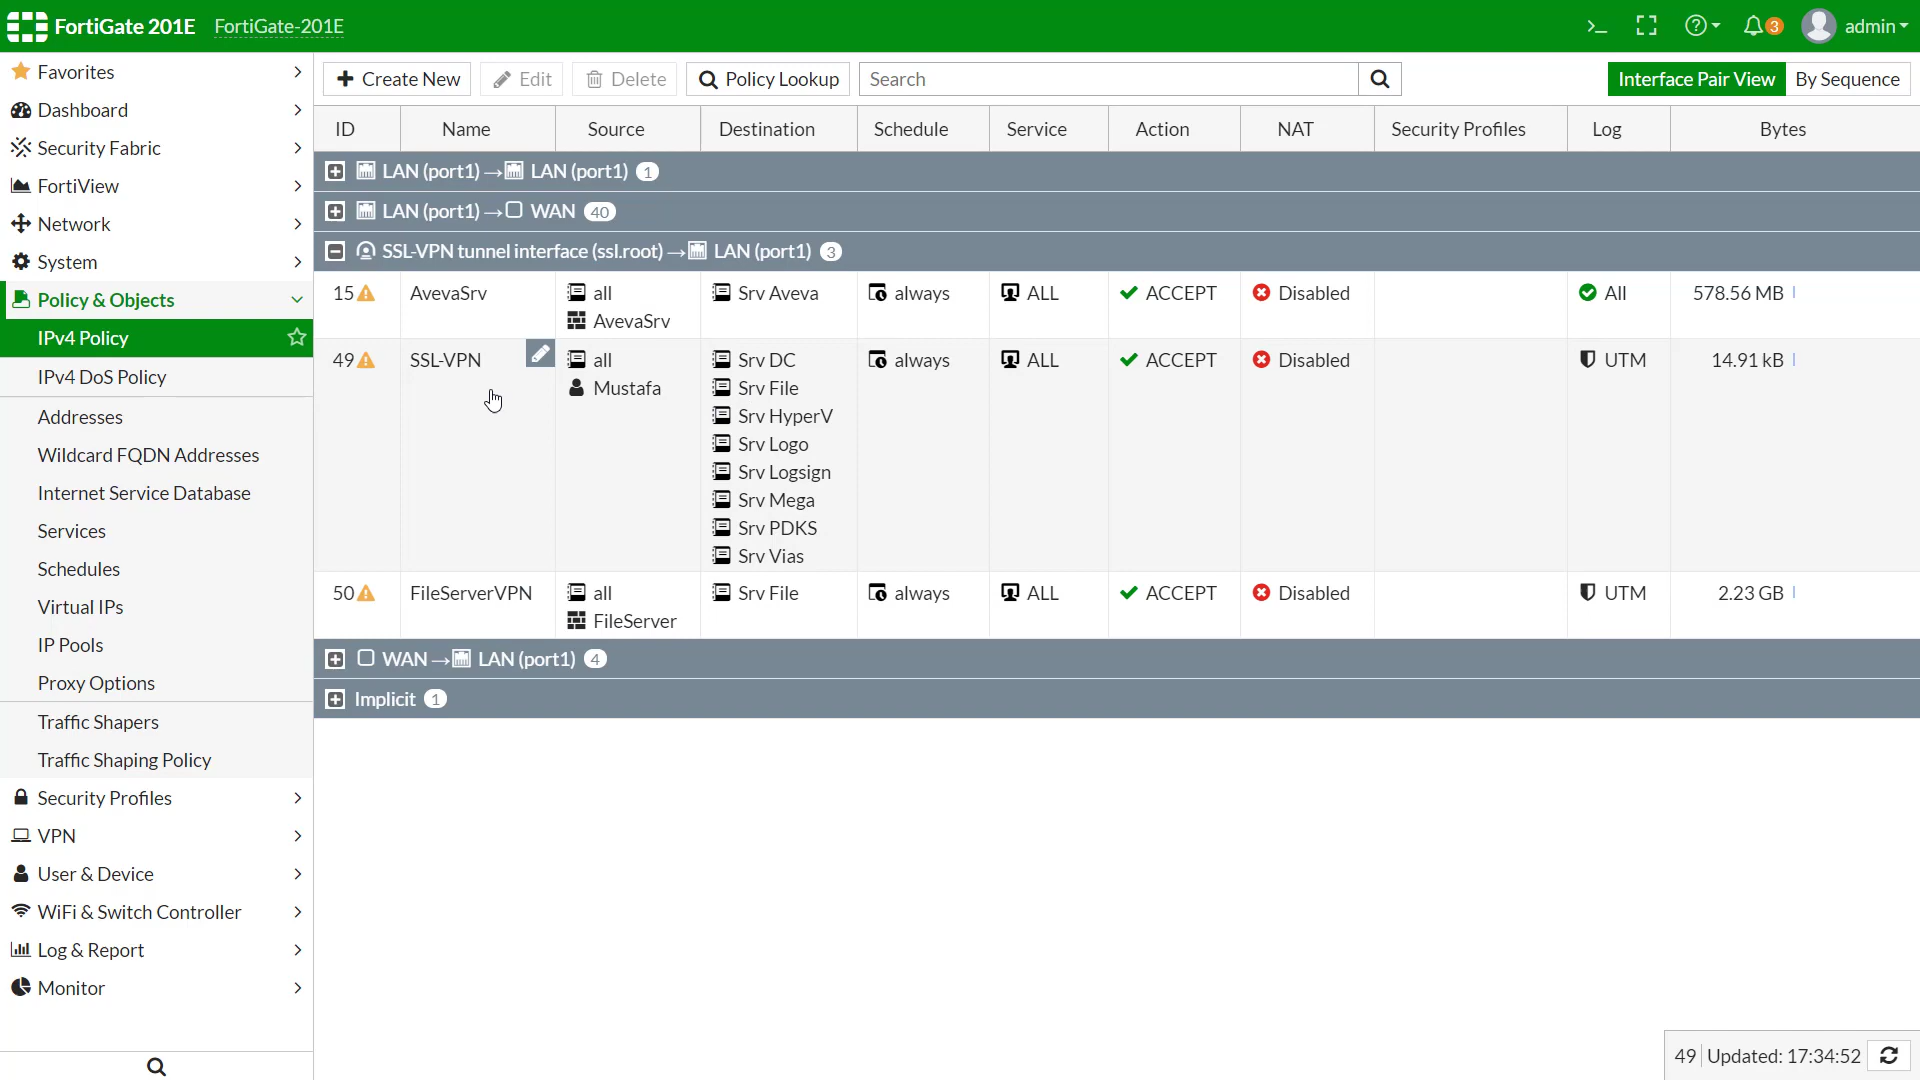 FortiGate 201E FortiGate-201E 3 admin
Favorites
Dashboard
Security Fabric
FortiView
Network
System
Policy & Objects
IPv4 Policy
IPv4 DoS Policy
Addresses
Wildcard FQDN Addresses
Internet Service Database
Services
Schedules
Virtual IPs
IP Pools
Proxy Options
Traffic Shapers
Traffic Shaping Policy
Security Profiles
VPN
User & Device
WiFi & Switch Controller
Log & Report
Monitor
Create New Edit Delete Policy Lookup Search Interface Pair View By Sequence
ID Name Source Destination Schedule Service Action NAT Security Profiles Log Bytes
LAN (port1) → LAN (port1) 1
LAN (port1) → WAN 40
SSL-VPN tunnel interface (ssl.root) → LAN (port1) 3
15 AvevaSrv all Srv Aveva always ALL ACCEPT Disabled All 578.56 MB
AvevaSrv
49 SSL-VPN all Srv DC always ALL ACCEPT Disabled UTM 14.91 kB
Mustafa Srv File
Srv HyperV
Srv Logo
Srv Logsign
Srv Mega
Srv PDKS
Srv Vias
50 FileServerVPN all Srv File always ALL ACCEPT Disabled UTM 2.23 GB
FileServer
WAN → LAN (port1) 4
Implicit 1
49 Updated: 17:34:52